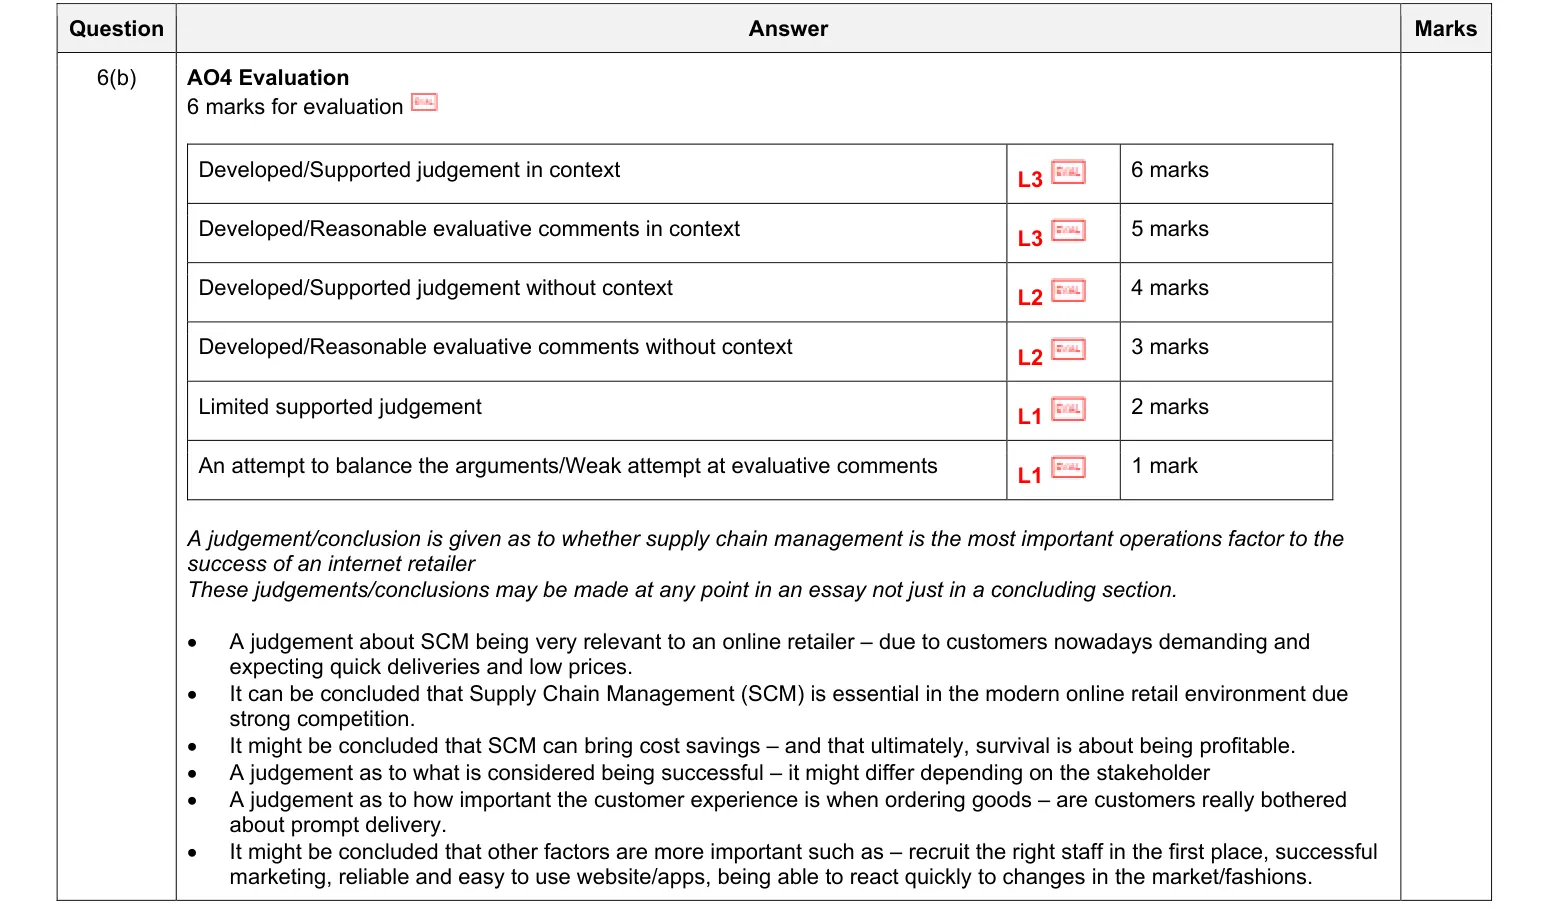 Question Answer Marks
6(b)
AO4 Evaluation
6 marks for evaluation EVAL
Developed/Supported judgement in context L3 EVAL 6 marks
Developed/Reasonable evaluative comments in context L3 EVAL 5 marks
Developed/Supported judgement without context L2 EVAL 4 marks
Developed/Reasonable evaluative comments without context L2 EVAL 3 marks
Limited supported judgement L1 EVAL 2 marks
An attempt to balance the arguments/Weak attempt at evaluative comments L1 EVAL 1 mark
A judgement/conclusion is given as to whether supply chain management is the most important operations factor to the
success of an internet retailer
These judgements/conclusions may be made at any point in an essay not just in a concluding section.
• A judgement about SCM being very relevant to an online retailer – due to customers nowadays demanding and
expecting quick deliveries and low prices.
• It can be concluded that Supply Chain Management (SCM) is essential in the modern online retail environment due
strong competition.
• It might be concluded that SCM can bring cost savings – and that ultimately, survival is about being profitable.
• A judgement as to what is considered being successful – it might differ depending on the stakeholder
• A judgement as to how important the customer experience is when ordering goods – are customers really bothered
about prompt delivery.
• It might be concluded that other factors are more important such as – recruit the right staff in the first place, successful
marketing, reliable and easy to use website/apps, being able to react quickly to changes in the market/fashions.